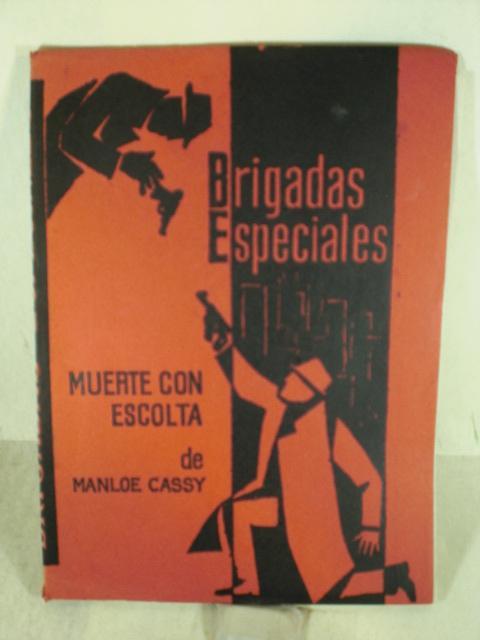 Brigadas
Especiales
MUERTE CON
ESCOLTA
de
MANLOE CASSY